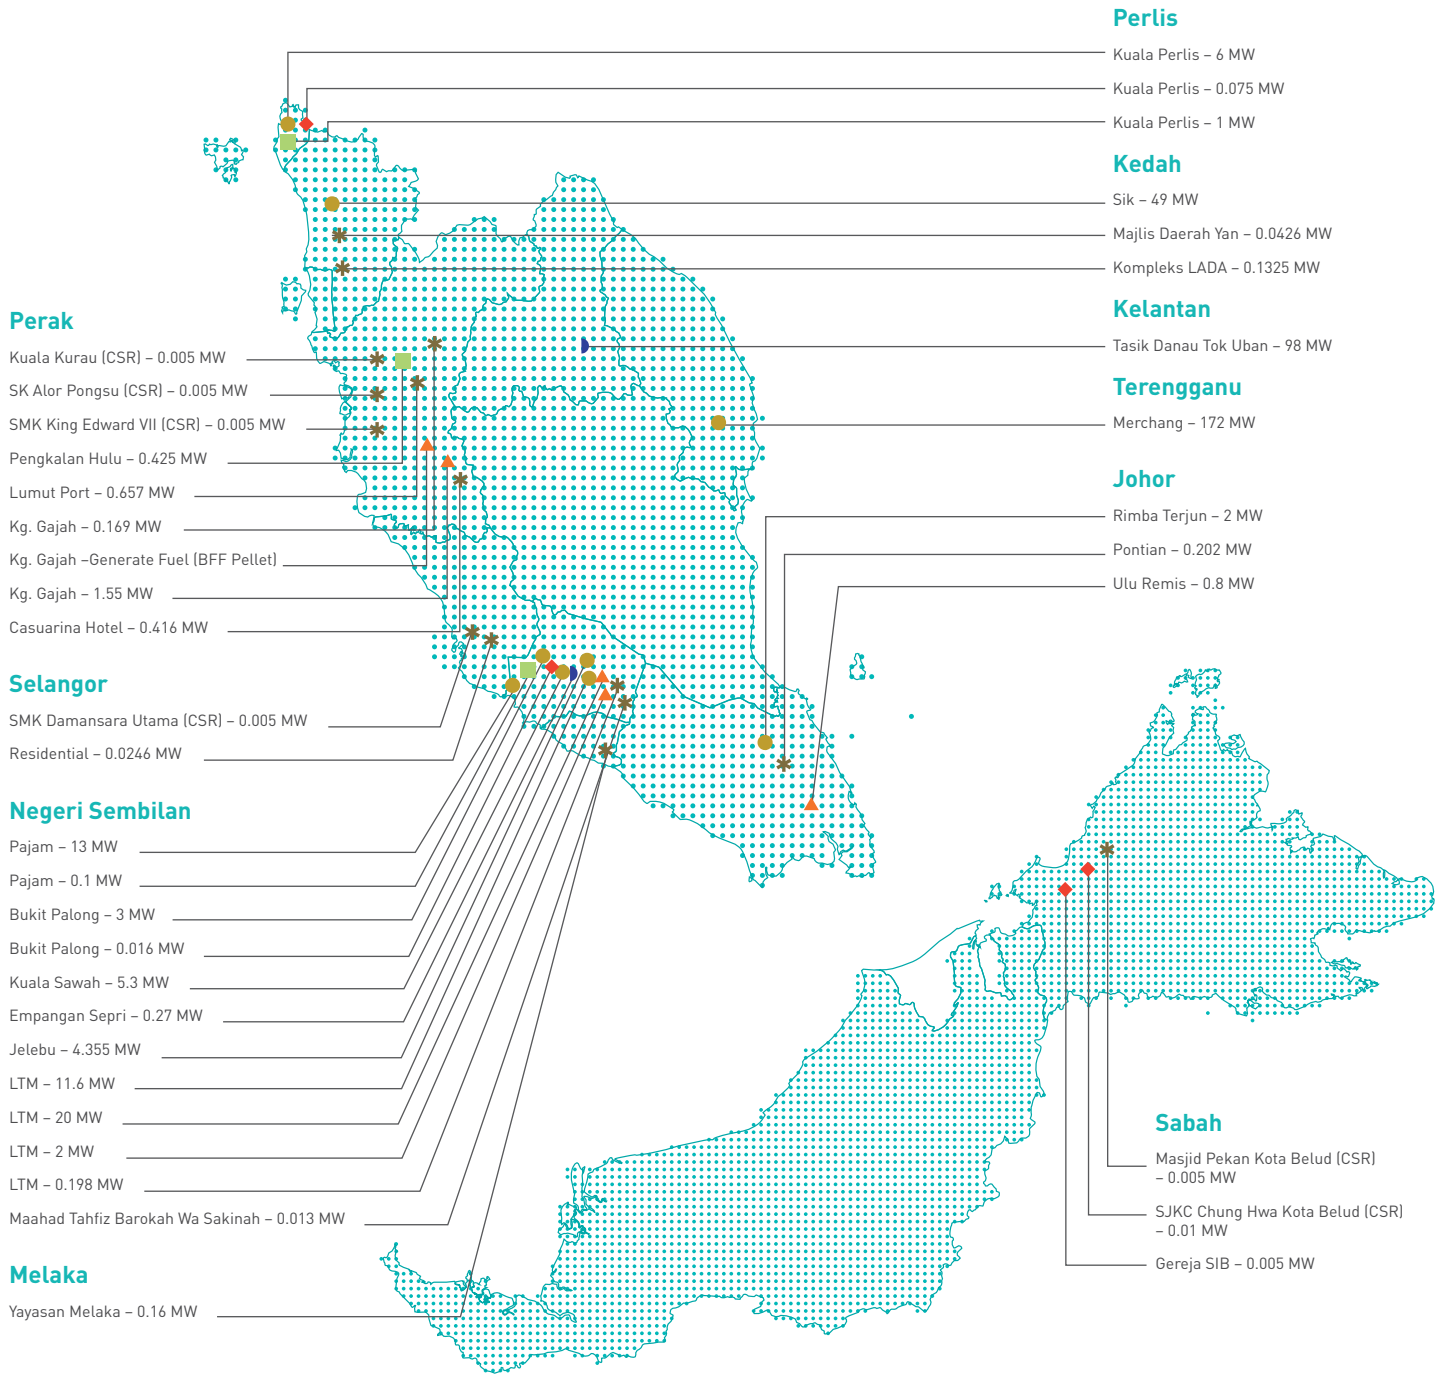 Perlis
Kuala Perlis – 6 MW
Kuala Perlis – 0.075 MW
Kuala Perlis – 1 MW
Kedah
Sik – 49 MW
Majlis Daerah Yan – 0.0426 MW
Kompleks LADA – 0.1325 MW
Kelantan
Tasik Danau Tok Uban – 98 MW
Terengganu
Merchang – 172 MW
Johor
Rimba Terjun – 2 MW
Pontian – 0.202 MW
Ulu Remis – 0.8 MW
Perak
Kuala Kurau (CSR) – 0.005 MW
SK Alor Pongsu (CSR) – 0.005 MW
SMK King Edward VII (CSR) – 0.005 MW
Pengkalan Hulu – 0.425 MW
Lumut Port – 0.657 MW
Kg. Gajah – 0.169 MW
Kg. Gajah –Generate Fuel (BFF Pellet)
Kg. Gajah – 1.55 MW
Casuarina Hotel – 0.416 MW
Selangor
SMK Damansara Utama (CSR) – 0.005 MW
Residential – 0.0246 MW
Negeri Sembilan
Pajam – 13 MW
Pajam – 0.1 MW
Bukit Palong – 3 MW
Bukit Palong – 0.016 MW
Kuala Sawah – 5.3 MW
Empangan Sepri – 0.27 MW
Jelebu – 4.355 MW
LTM – 11.6 MW
LTM – 20 MW
LTM – 2 MW
LTM – 0.198 MW
Maahad Tahfiz Barokah Wa Sakinah – 0.013 MW
Melaka
Yayasan Melaka – 0.16 MW
Sabah
Masjid Pekan Kota Belud (CSR)
– 0.005 MW
SJKC Chung Hwa Kota Belud (CSR)
– 0.01 MW
Gereja SIB – 0.005 MW